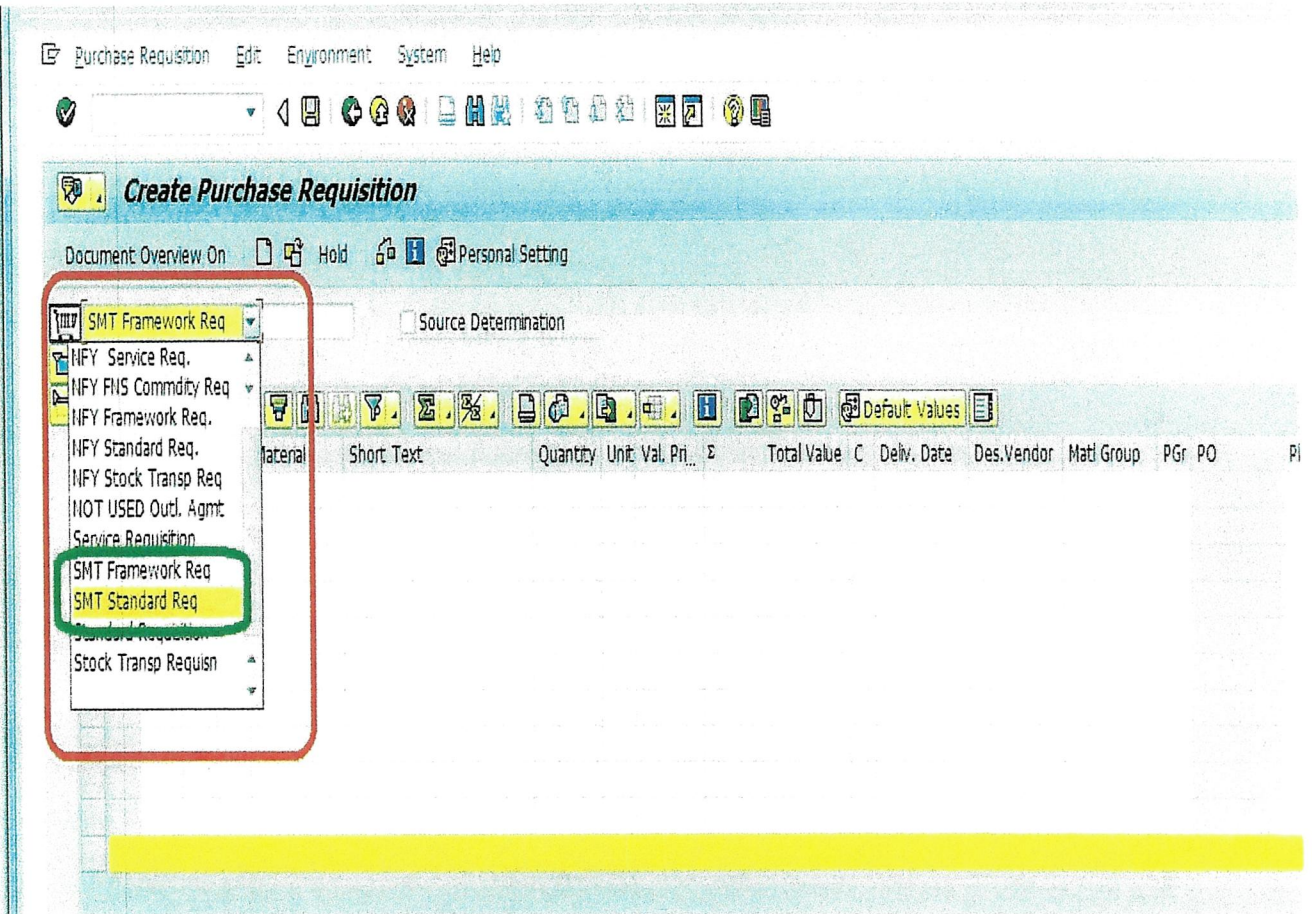 Purchase Requisition Edit Environment System Help
Create Purchase Requisition
Document Overview On Hold Personal Setting
SMT Framework Req Source Determination
NFY Service Req.
NFY FNS Commdity Req
NFY Framework Req.
Default Values
NFY Standard Req.
Material Short Text Quantity Unit Val. Pri... Σ Total Value C Deliv. Date Des.Vendor Matl Group PGr PO Pl
NFY Stock Transp Req
NOT USED Outl. Agmt
Service Requisition
SMT Framework Req
SMT Standard Req
Standard Requisition
Stock Transp Requisn